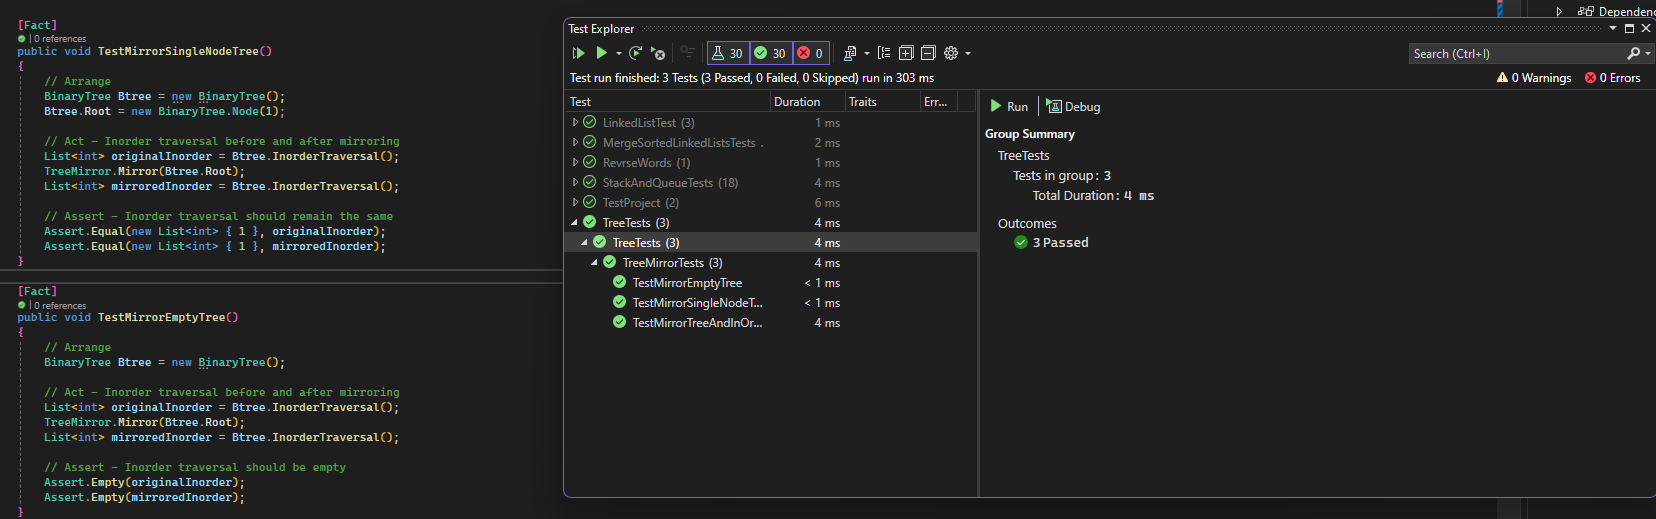 [Fact]
| 0 references
public void TestMirrorSingleNodeTree()
{
// Arrange
BinaryTree Btree = new BinaryTree();
Btree.Root = new BinaryTree.Node(1);
// Act - Inorder traversal before and after mirroring
List<int> originalInorder = Btree.InorderTraversal();
TreeMirror.Mirror(Btree.Root);
List<int> mirroredInorder = Btree.InorderTraversal();
// Assert - Inorder traversal should remain the same
Assert.Equal(new List<int> { 1 }, originalInorder);
Assert.Equal(new List<int> { 1 }, mirroredInorder);
}
[Fact]
| 0 references
public void TestMirrorEmptyTree()
{
// Arrange
BinaryTree Btree = new BinaryTree();
// Act - Inorder traversal before and after mirroring
List<int> originalInorder = Btree.InorderTraversal();
TreeMirror.Mirror(Btree.Root);
List<int> mirroredInorder = Btree.InorderTraversal();
// Assert - Inorder traversal should be empty
Assert.Empty(originalInorder);
Assert.Empty(mirroredInorder);
}
Dependenc
Test Explorer
30 30 0
Search (Ctrl+I)
Test run finished: 3 Tests (3 Passed, 0 Failed, 0 Skipped) run in 303 ms
0 Warnings 0 Errors
Test Duration Traits Err...
LinkedListTest (3) 1 ms
MergeSortedLinkedListsTests . 2 ms
RevrseWords (1) 1 ms
StackAndQueueTests (18) 4 ms
TestProject (2) 6 ms
TreeTests (3) 4 ms
TreeTests (3) 4 ms
TreeMirrorTests (3) 4 ms
TestMirrorEmptyTree < 1 ms
TestMirrorSingleNodeT... < 1 ms
TestMirrorTreeAndInOr... 4 ms
Run Debug
Group Summary
TreeTests
Tests in group: 3
Total Duration: 4 ms
Outcomes
3 Passed